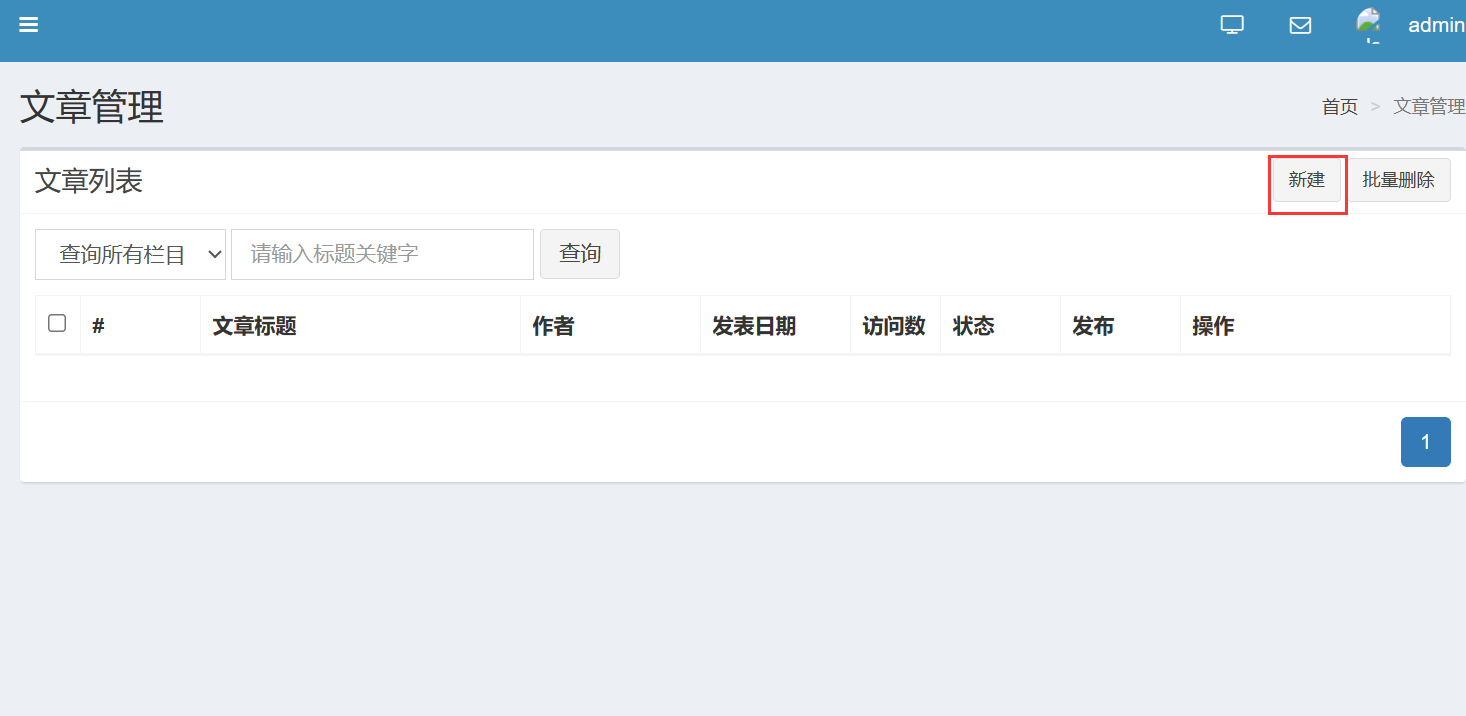 admin
文章管理
首页 > 文章管理
文章列表
新建 批量删除
查询所有栏目 请输入标题关键字 查询
# 文章标题 作者 发表日期 访问数 状态 发布 操作
1